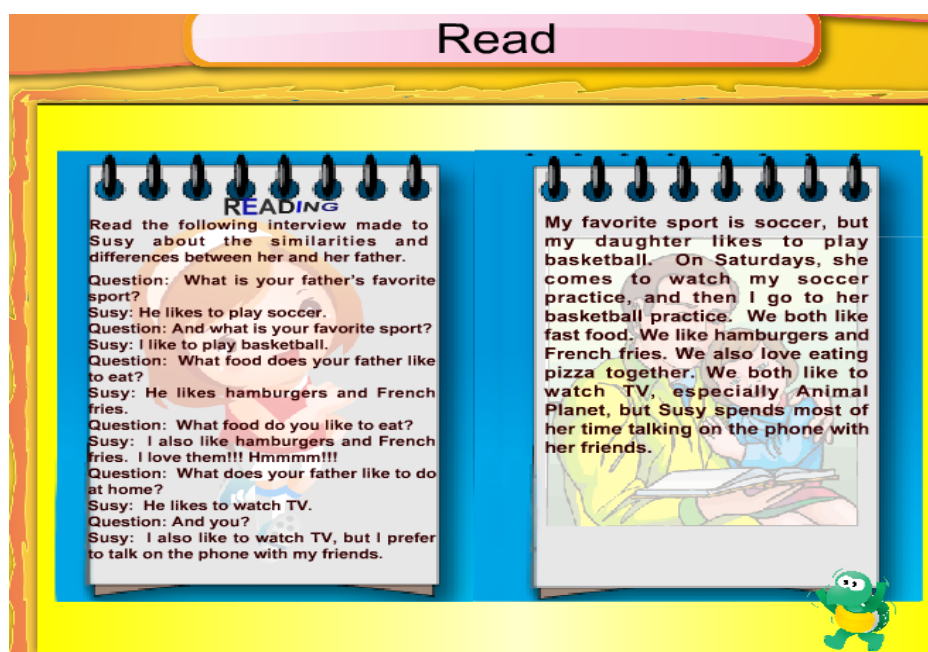 Read
READING
Read the following interview made to
Susy about the similarities and
differences between her and her father.
Question: What is your father's favorite
sport?
Susy: He likes to play soccer.
Question: And what is your favorite sport?
Susy: I like to play basketball.
Question: What food does your father like
to eat?
Susy: He likes hamburgers and French
fries.
Question: What food do you like to eat?
Susy: I also like hamburgers and French
fries. I love them!!! Hmmmm!!!
Question: What does your father like to do
at home?
Susy: He likes to watch TV.
Question: And you?
Susy: I also like to watch TV, but I prefer
to talk on the phone with my friends.
My favorite sport is soccer, but
my daughter likes to play
basketball. On Saturdays, she
comes to watch my soccer
practice, and then I go to her
basketball practice. We both like
fast food. We like hamburgers and
French fries. We also love eating
pizza together. We both like to
watch TV, especially Animal
Planet, but Susy spends most of
her time talking on the phone with
her friends.